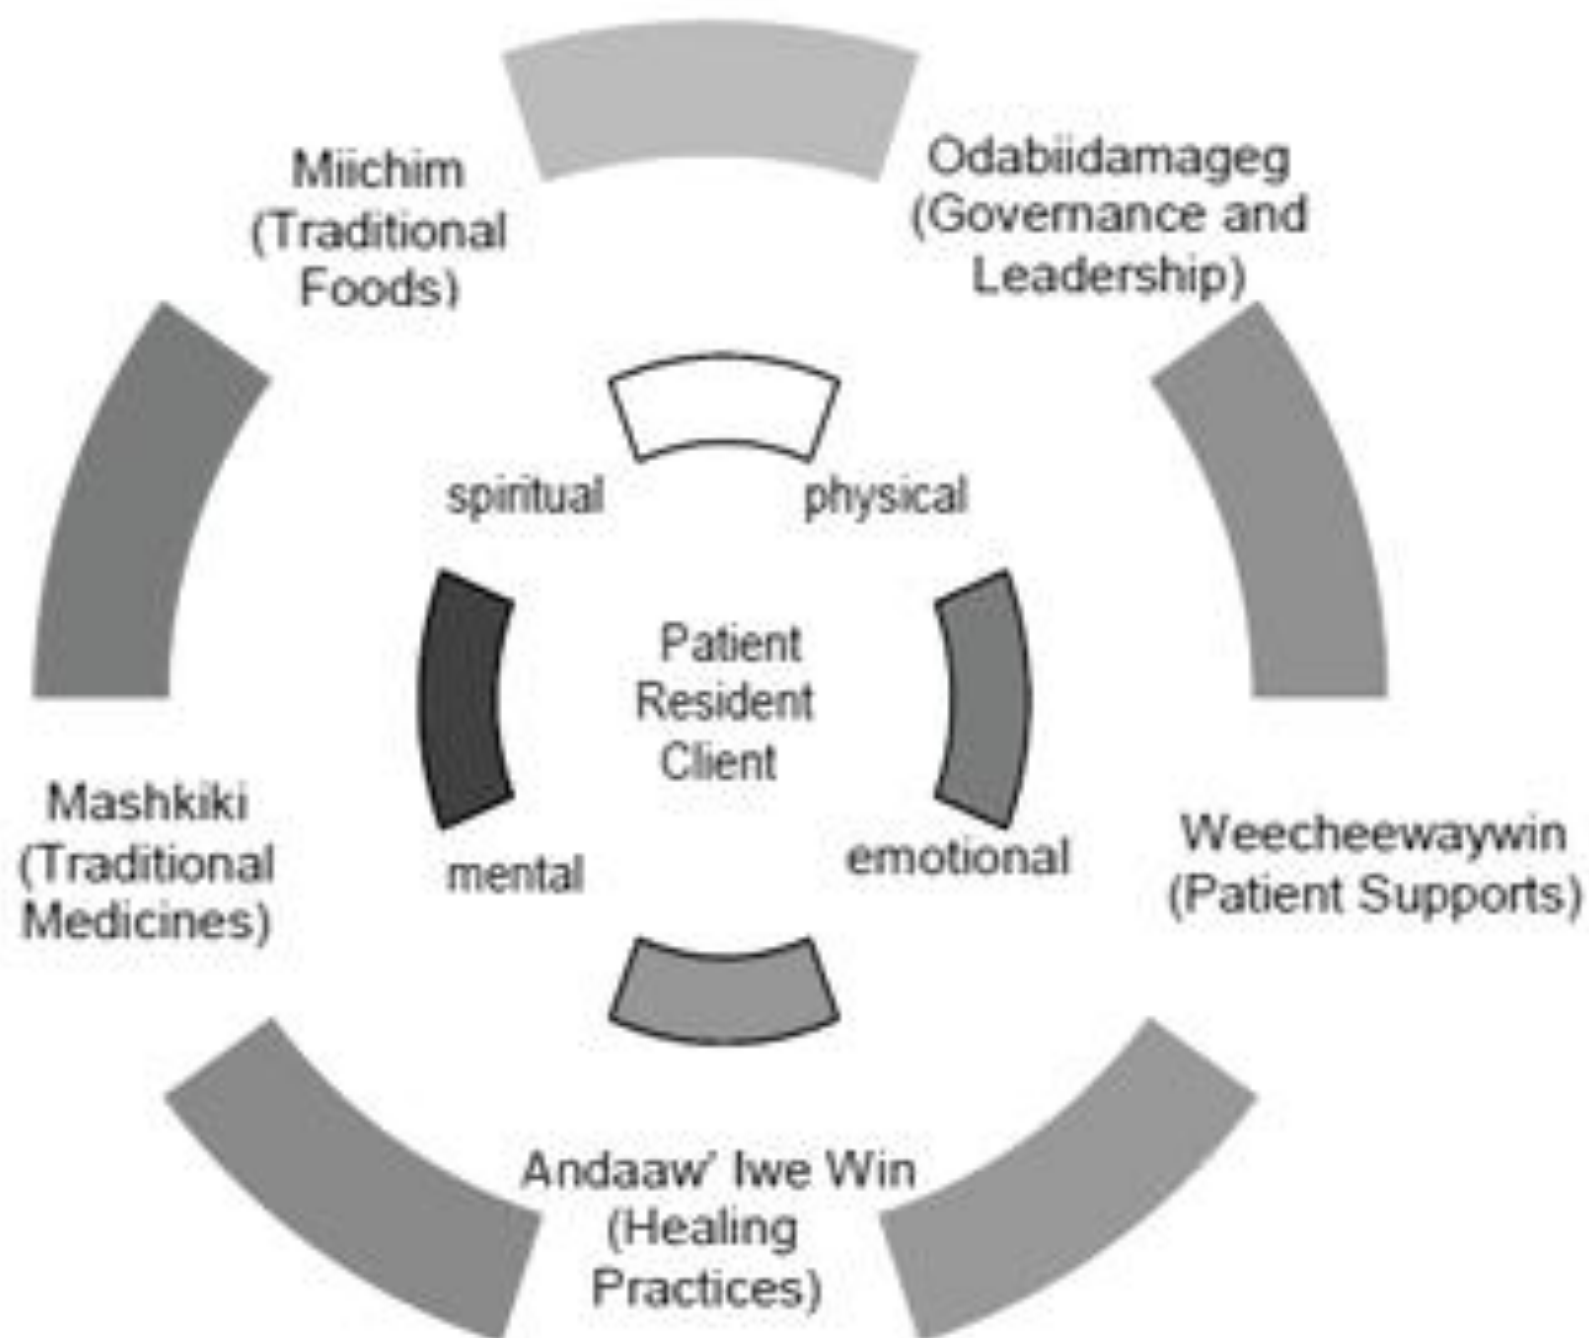 Miichim
(Traditional
Foods)
Odabiidamageg
(Governance and
Leadership)
spiritual
physical
Patient
Resident
Client
Mashkiki
(Traditional
Medicines)
mental
emotional
Weecheewaywin
(Patient Supports)
Andaaw' Iwe Win
(Healing
Practices)